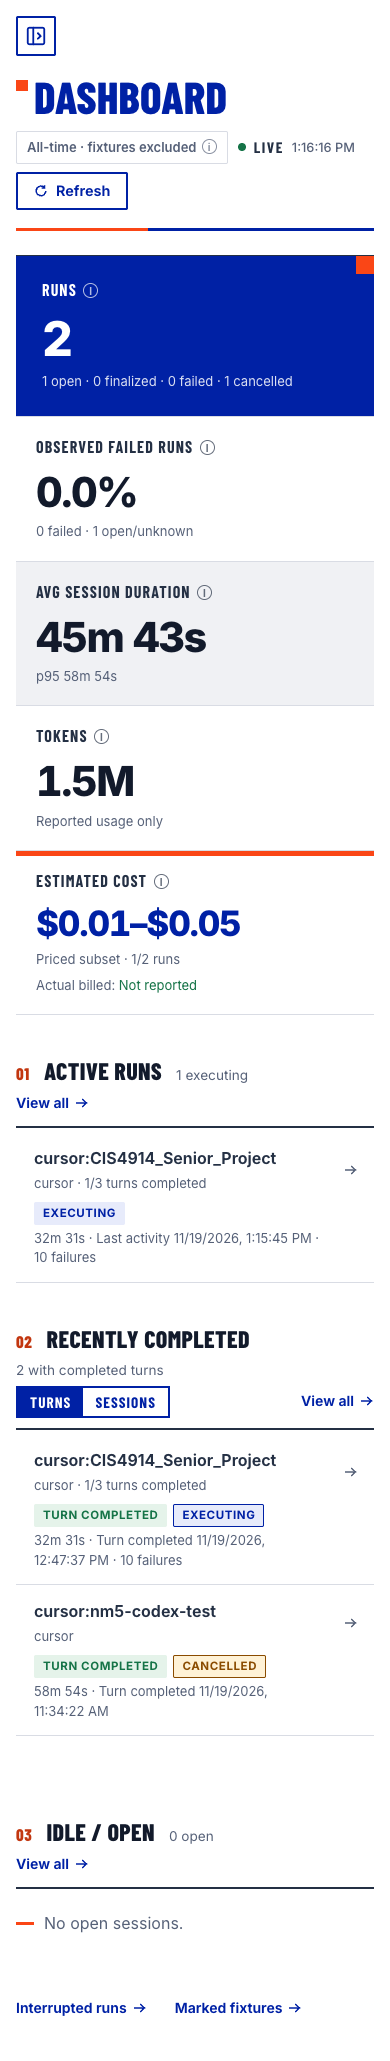 DASHBOARD
All-time · fixtures excluded ⓘ
LIVE 1:16:16 PM
Refresh
RUNS ⓘ
2
1 open · 0 finalized · 0 failed · 1 cancelled
OBSERVED FAILED RUNS ⓘ
0.0%
0 failed · 1 open/unknown
AVG SESSION DURATION ⓘ
45m 43s
p95 58m 54s
TOKENS ⓘ
1.5M
Reported usage only
ESTIMATED COST ⓘ
$0.01–$0.05
Priced subset · 1/2 runs
Actual billed: Not reported
01 ACTIVE RUNS 1 executing
View all →
cursor:CIS4914_Senior_Project
cursor · 1/3 turns completed
→
EXECUTING
32m 31s · Last activity 11/19/2026, 1:15:45 PM ·
10 failures
02 RECENTLY COMPLETED
2 with completed turns
TURNS SESSIONS View all →
cursor:CIS4914_Senior_Project
cursor · 1/3 turns completed
→
TURN COMPLETED EXECUTING
32m 31s · Turn completed 11/19/2026,
12:47:37 PM · 10 failures
cursor:nm5-codex-test
cursor
→
TURN COMPLETED CANCELLED
58m 54s · Turn completed 11/19/2026,
11:34:22 AM
03 IDLE / OPEN 0 open
View all →
No open sessions.
Interrupted runs → Marked fixtures →